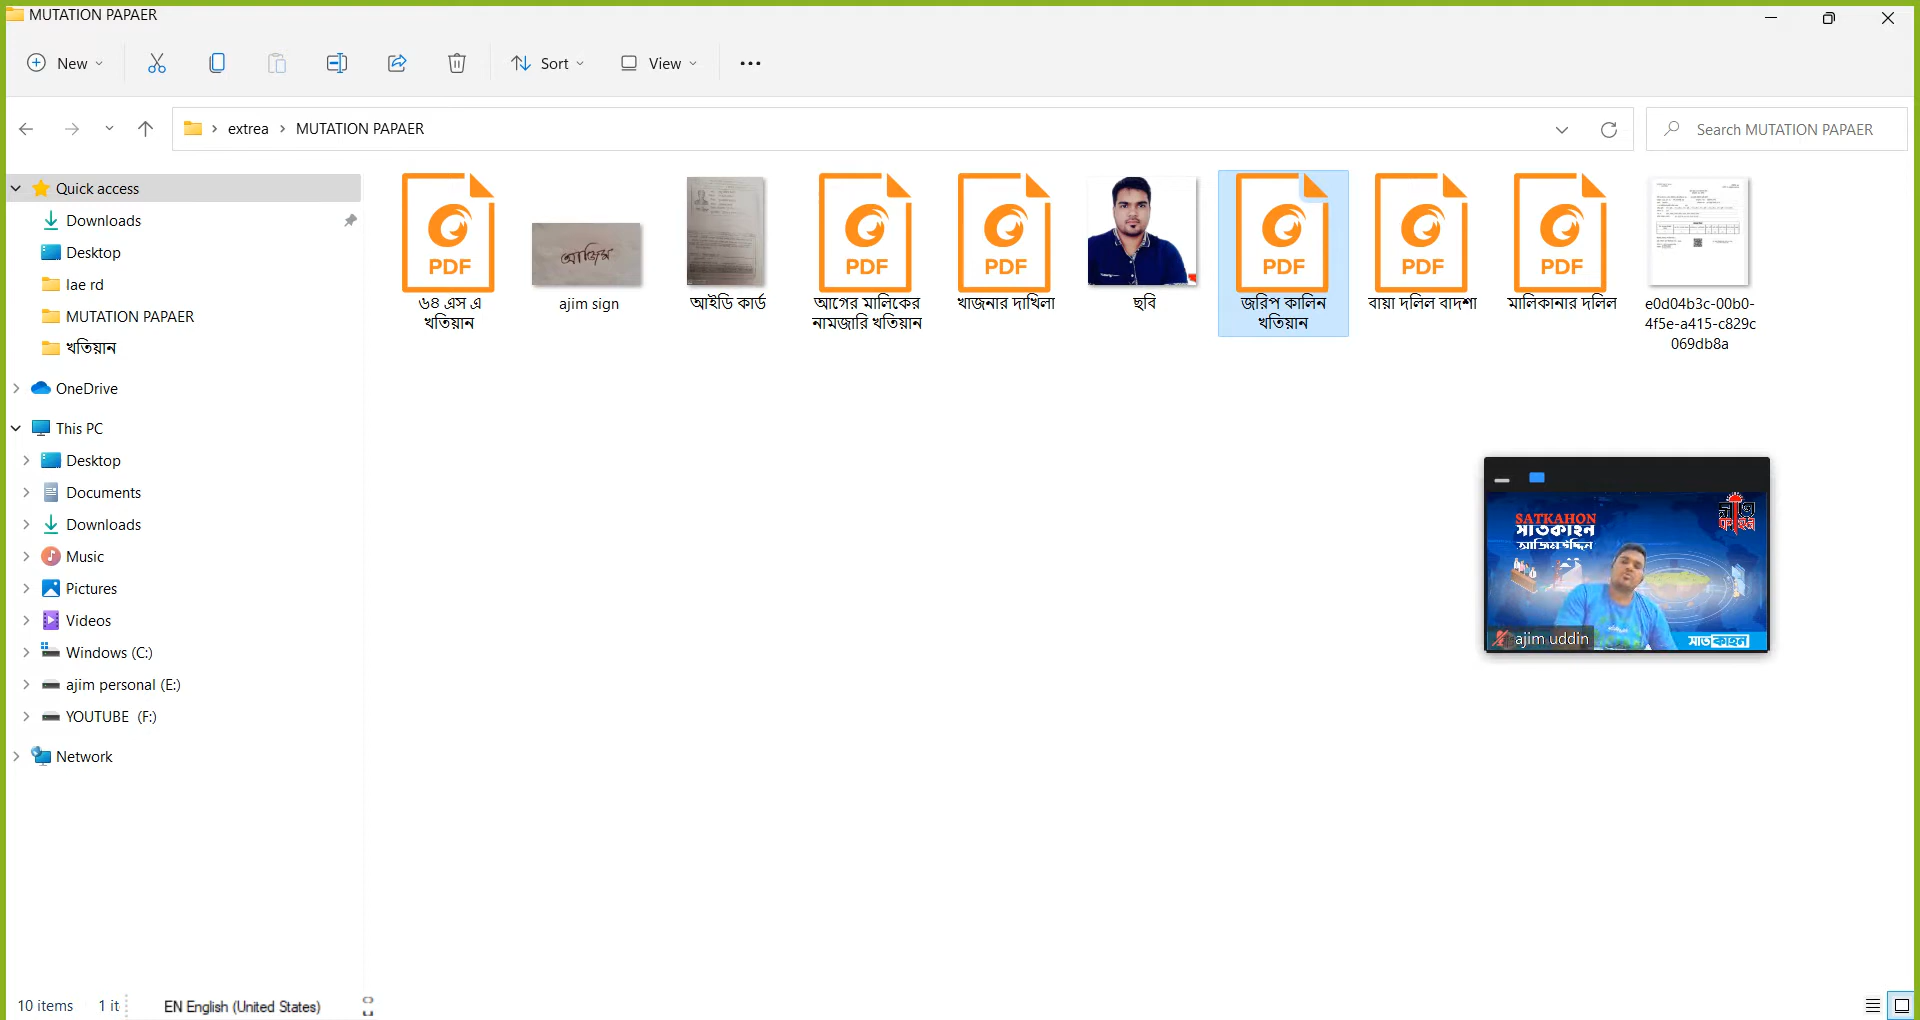 MUTATION PAPAER
New
Sort
View
extrea
MUTATION PAPAER
Search MUTATION PAPAER
Quick access
Downloads
Desktop
lae rd
MUTATION PAPAER
খতিয়ান
OneDrive
This PC
Desktop
Documents
Downloads
Music
Pictures
Videos
Windows (C:)
ajim personal (E:)
YOUTUBE (F:)
Network
PDF
৬৪ এস এ
খতিয়ান
আজিম
ajim sign
আইডি কার্ড
PDF
আগের মালিকের
নামজারি খতিয়ান
PDF
খাজনার দাখিলা
ছবি
PDF
জরিপ কালিন
খতিয়ান
PDF
বায়া দলিল বাদশা
PDF
মালিকানার দলিল
e0d04b3c-00b0-
4f5e-a415-c829c
069db8a
SATKAHON
সাতকাহন
আজিম উদ্দিন
সাত
কাহন
ajim uddin
সাতকাহন
10 items
1 it
EN English (United States)